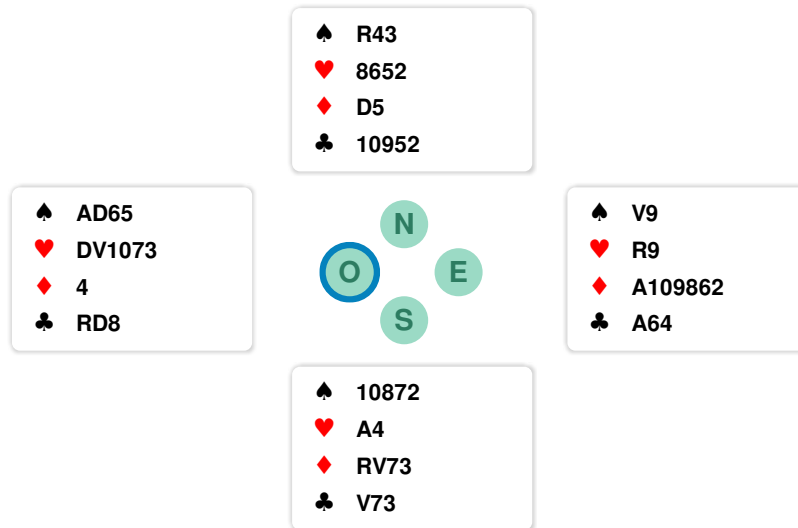 ♠ R43
♥ 8652
♦ D5
♣ 10952
♠ AD65
♥ DV1073
♦ 4
♣ RD8
N
O E
S
♠ V9
♥ R9
♦ A109862
♣ A64
♠ 10872
♥ A4
♦ RV73
♣ V73